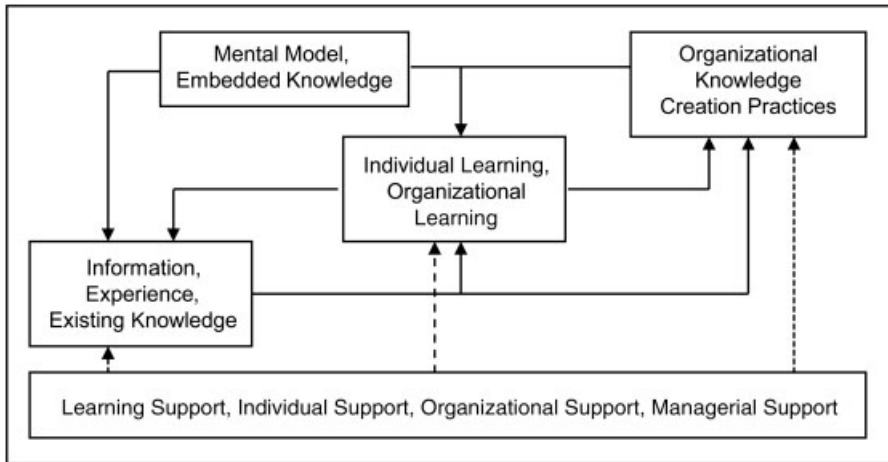 Mental Model,
Embedded Knowledge
Organizational
Knowledge
Creation Practices
Individual Learning,
Organizational
Learning
Information,
Experience,
Existing Knowledge
Learning Support, Individual Support, Organizational Support, Managerial Support